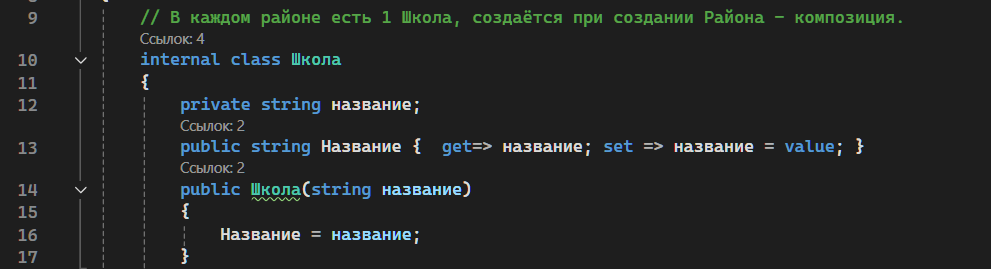 9 // В каждом районе есть 1 Школа, создаётся при создании Района - композиция.
Ссылок: 4
10 internal class Школа
11 {
12 private string название;
Ссылок: 2
13 public string Название {  get=> название; set => название = value; }
Ссылок: 2
14 public Школа(string название)
15 {
16 Название = название;
17 }